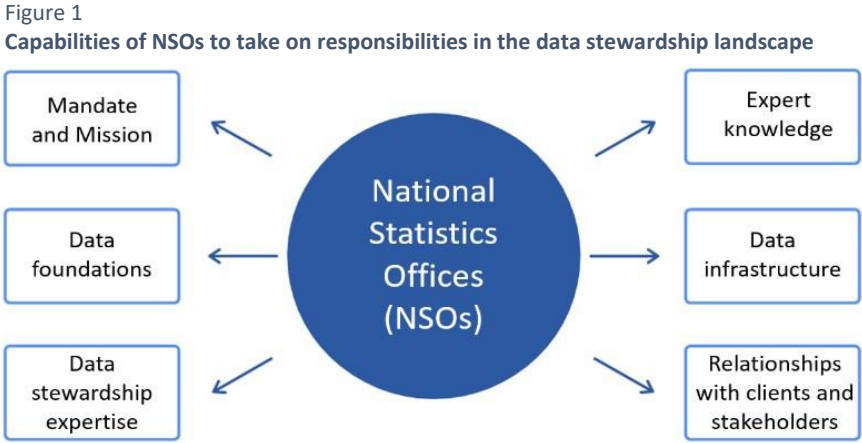 Figure 1
Capabilities of NSOs to take on responsibilities in the data stewardship landscape
Mandate
and Mission
Data
foundations
Data
stewardship
expertise
National
Statistics
Offices
(NSOs)
Expert
knowledge
Data
infrastructure
Relationships
with clients and
stakeholders